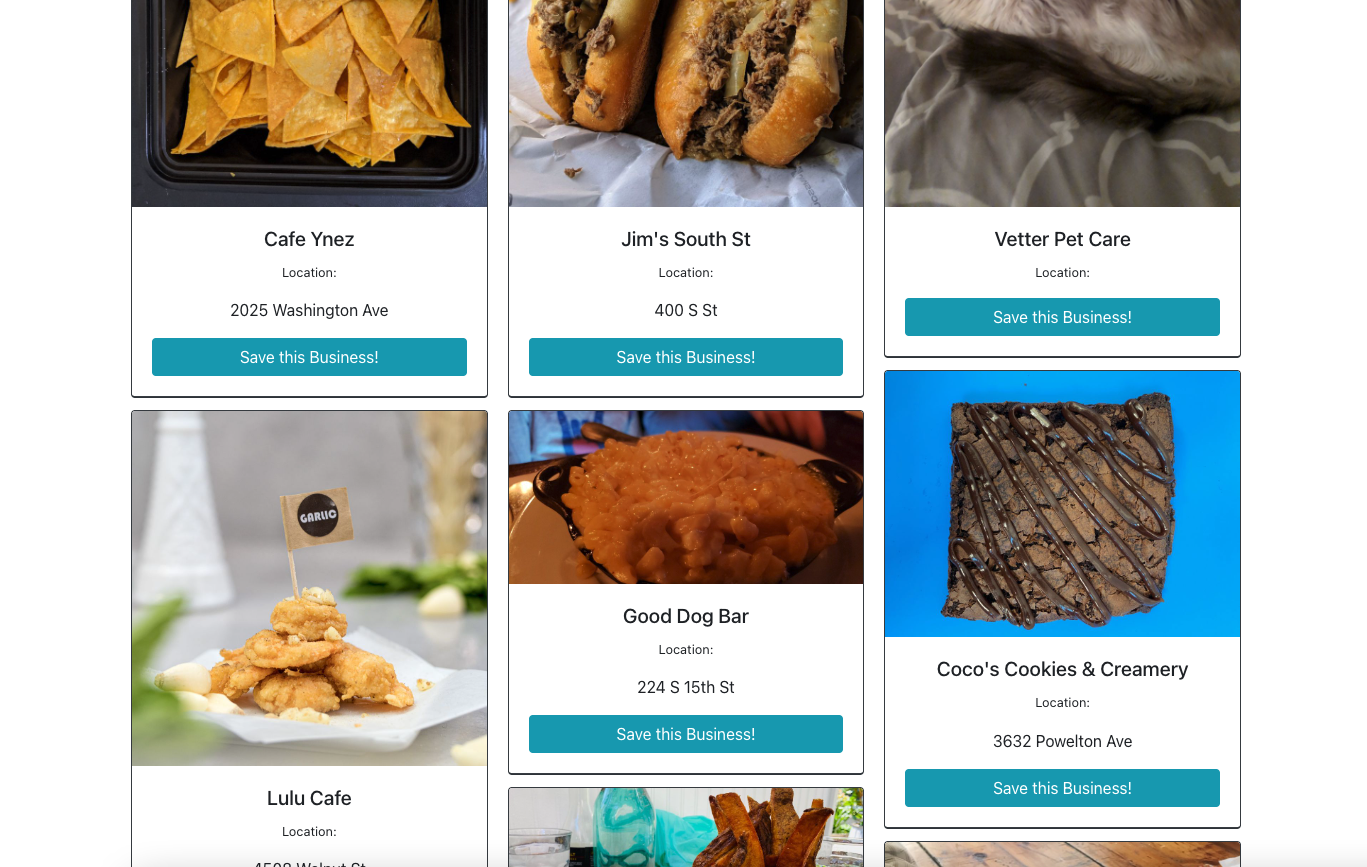 Cafe Ynez
Location:
2025 Washington Ave
Save this Business!
Jim's South St
Location:
400 S St
Save this Business!
Vetter Pet Care
Location:
Save this Business!
GARLIC
Lulu Cafe
Location:
Good Dog Bar
Location:
224 S 15th St
Save this Business!
Coco's Cookies & Creamery
Location:
3632 Powelton Ave
Save this Business!